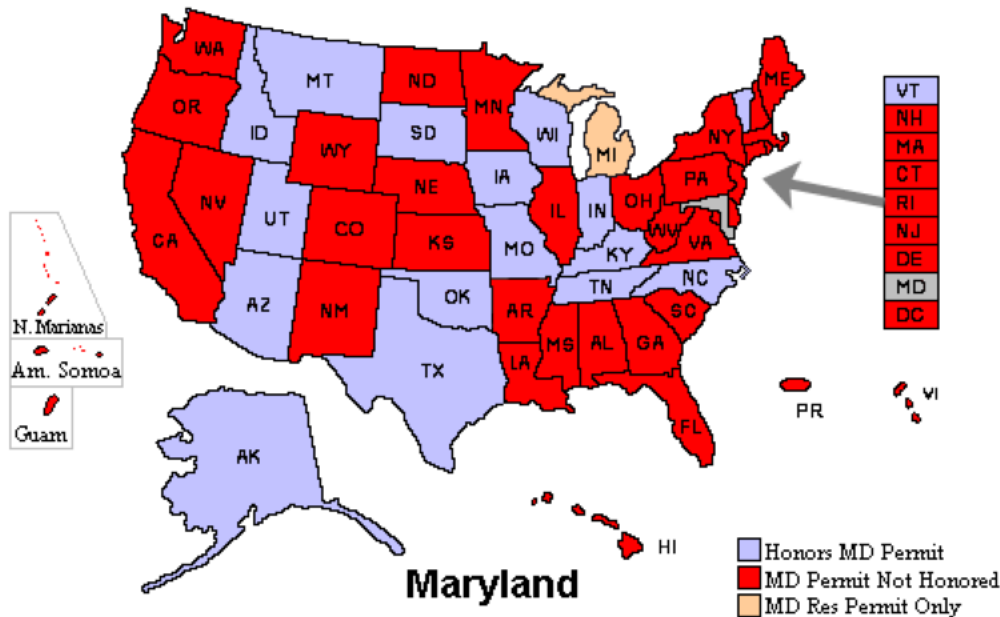 WA
MT
ND
MN
ME
VT
OR
ID
SD
WI
NY
NH
WY
MI
MA
IA
PA
CT
NE
OH
RI
NV
UT
IL
IN
NJ
CO
WV
CA
KS
MO
KY
VA
DE
NC
MD
TN
OK
DC
AZ
NM
AR
SC
N. Marianas
MS
AL
GA
LA
Am. Somoa
TX
VI
PR
Guam
FL
AK
HI
Honors MD Permit
Maryland
MD Permit Not Honored
MD Res Permit Only